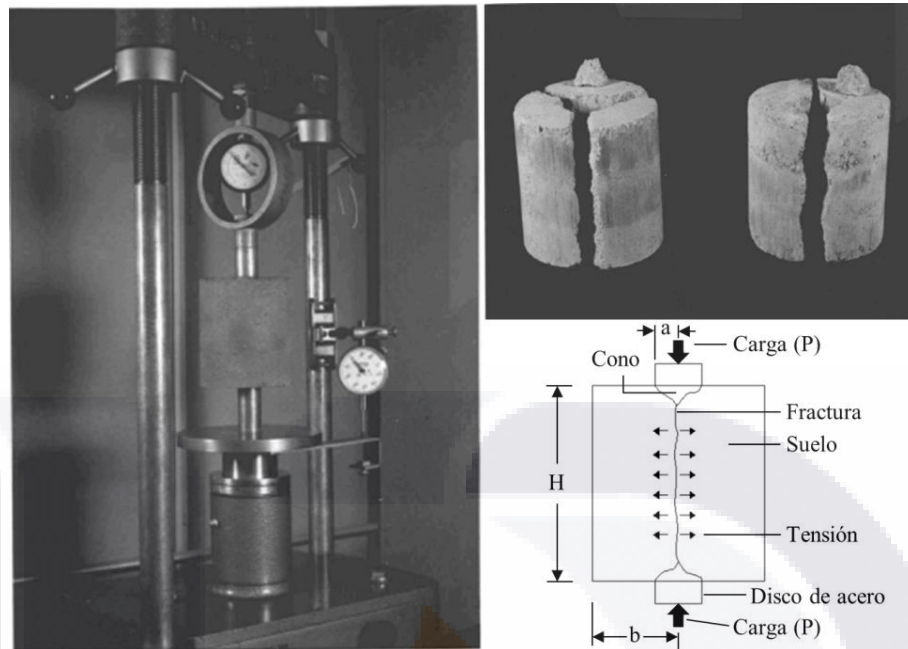 a
Carga (P)
Cono
Fractura
Suelo
H
Tensión
Disco de acero
b
Carga (P)